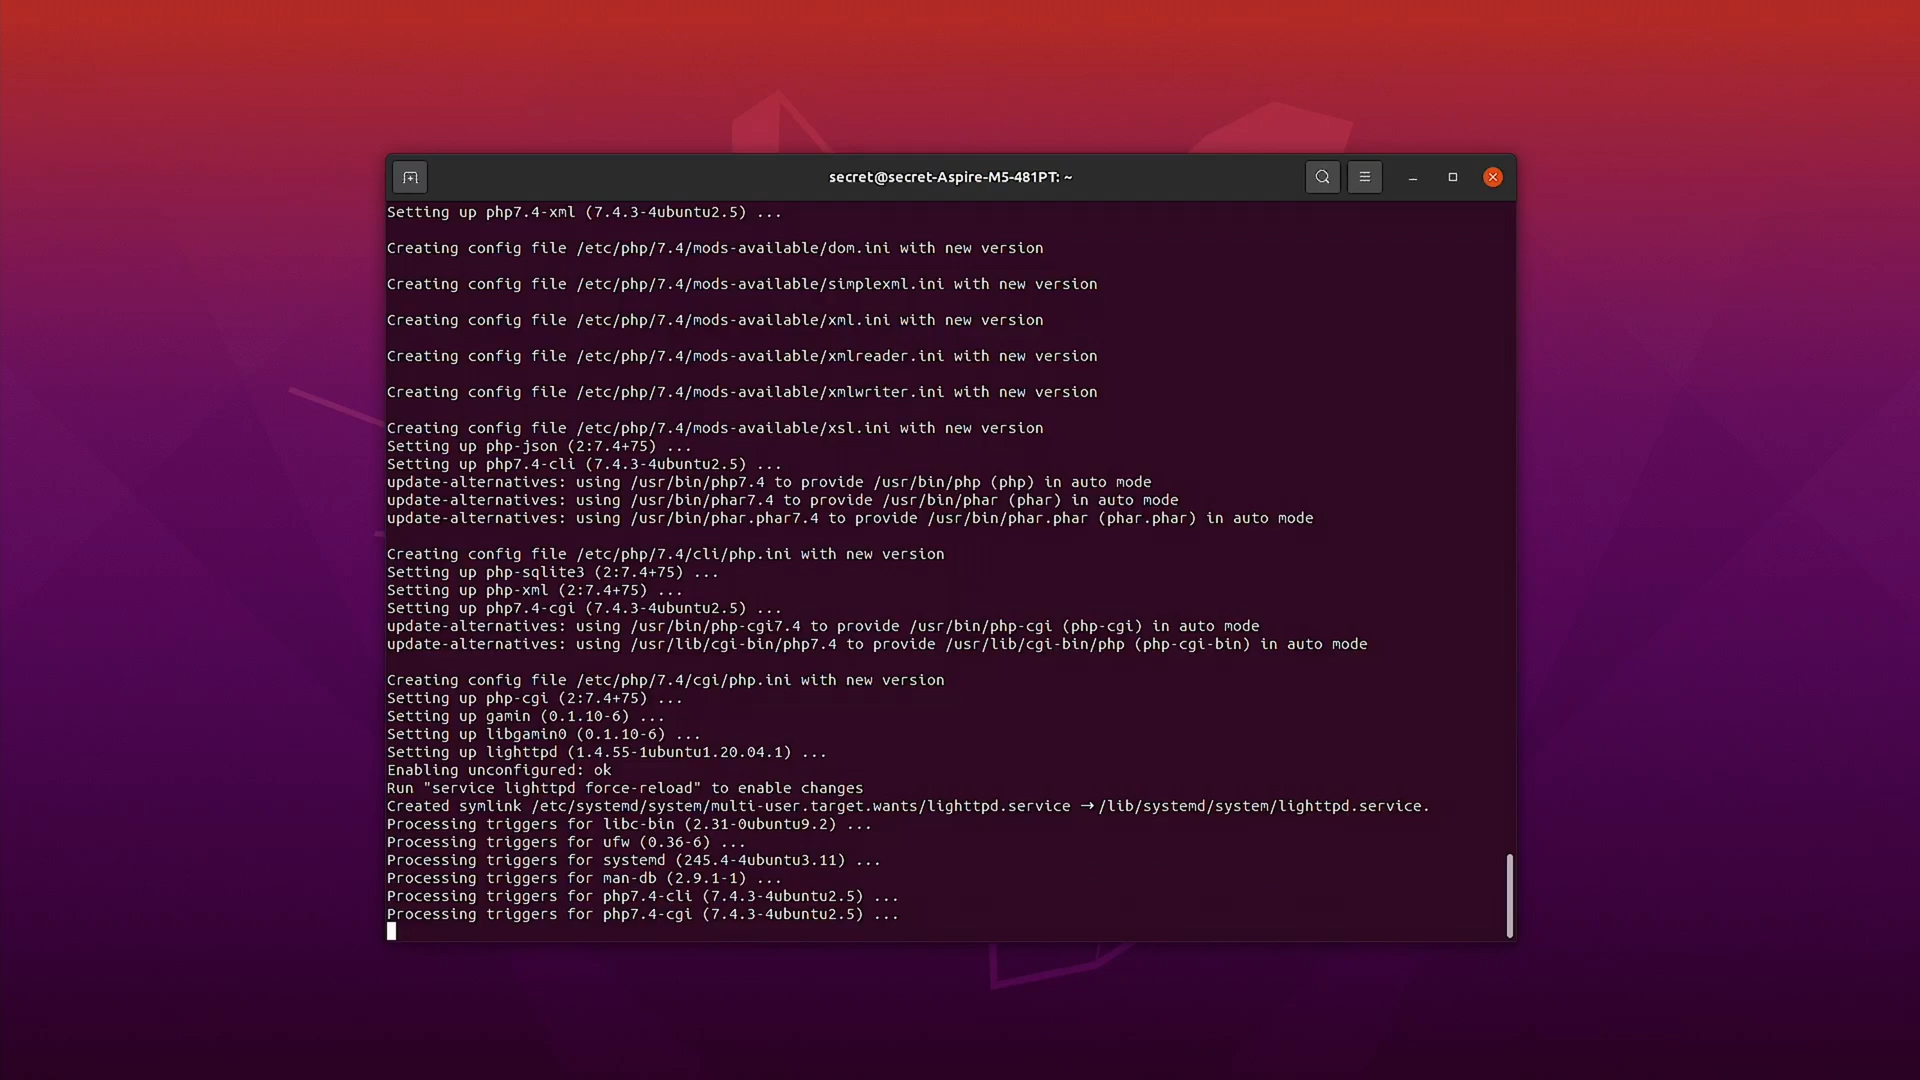 secret@secret-Aspire-M5-481PT: ~
Setting up php7.4-xml (7.4.3-4ubuntu2.5) ...
Creating config file /etc/php/7.4/mods-available/dom.ini with new version
Creating config file /etc/php/7.4/mods-available/simplexml.ini with new version
Creating config file /etc/php/7.4/mods-available/xml.ini with new version
Creating config file /etc/php/7.4/mods-available/xmlreader.ini with new version
Creating config file /etc/php/7.4/mods-available/xmlwriter.ini with new version
Creating config file /etc/php/7.4/mods-available/xsl.ini with new version
Setting up php-json (2:7.4+75) ...
Setting up php7.4-cli (7.4.3-4ubuntu2.5) ...
update-alternatives: using /usr/bin/php7.4 to provide /usr/bin/php (php) in auto mode
update-alternatives: using /usr/bin/phar7.4 to provide /usr/bin/phar (phar) in auto mode
update-alternatives: using /usr/bin/phar.phar7.4 to provide /usr/bin/phar.phar (phar.phar) in auto mode
Creating config file /etc/php/7.4/cli/php.ini with new version
Setting up php-sqlite3 (2:7.4+75) ...
Setting up php-xml (2:7.4+75) ...
Setting up php7.4-cgi (7.4.3-4ubuntu2.5) ...
update-alternatives: using /usr/bin/php-cgi7.4 to provide /usr/bin/php-cgi (php-cgi) in auto mode
update-alternatives: using /usr/lib/cgi-bin/php7.4 to provide /usr/lib/cgi-bin/php (php-cgi-bin) in auto mode
Creating config file /etc/php/7.4/cgi/php.ini with new version
Setting up php-cgi (2:7.4+75) ...
Setting up gamin (0.1.10-6) ...
Setting up libgamin0 (0.1.10-6) ...
Setting up lighttpd (1.4.55-1ubuntu1.20.04.1) ...
Enabling unconfigured: ok
Run "service lighttpd force-reload" to enable changes
Created symlink /etc/systemd/system/multi-user.target.wants/lighttpd.service → /lib/systemd/system/lighttpd.service.
Processing triggers for libc-bin (2.31-0ubuntu9.2) ...
Processing triggers for ufw (0.36-6) ...
Processing triggers for systemd (245.4-4ubuntu3.11) ...
Processing triggers for man-db (2.9.1-1) ...
Processing triggers for php7.4-cli (7.4.3-4ubuntu2.5) ...
Processing triggers for php7.4-cgi (7.4.3-4ubuntu2.5) ...